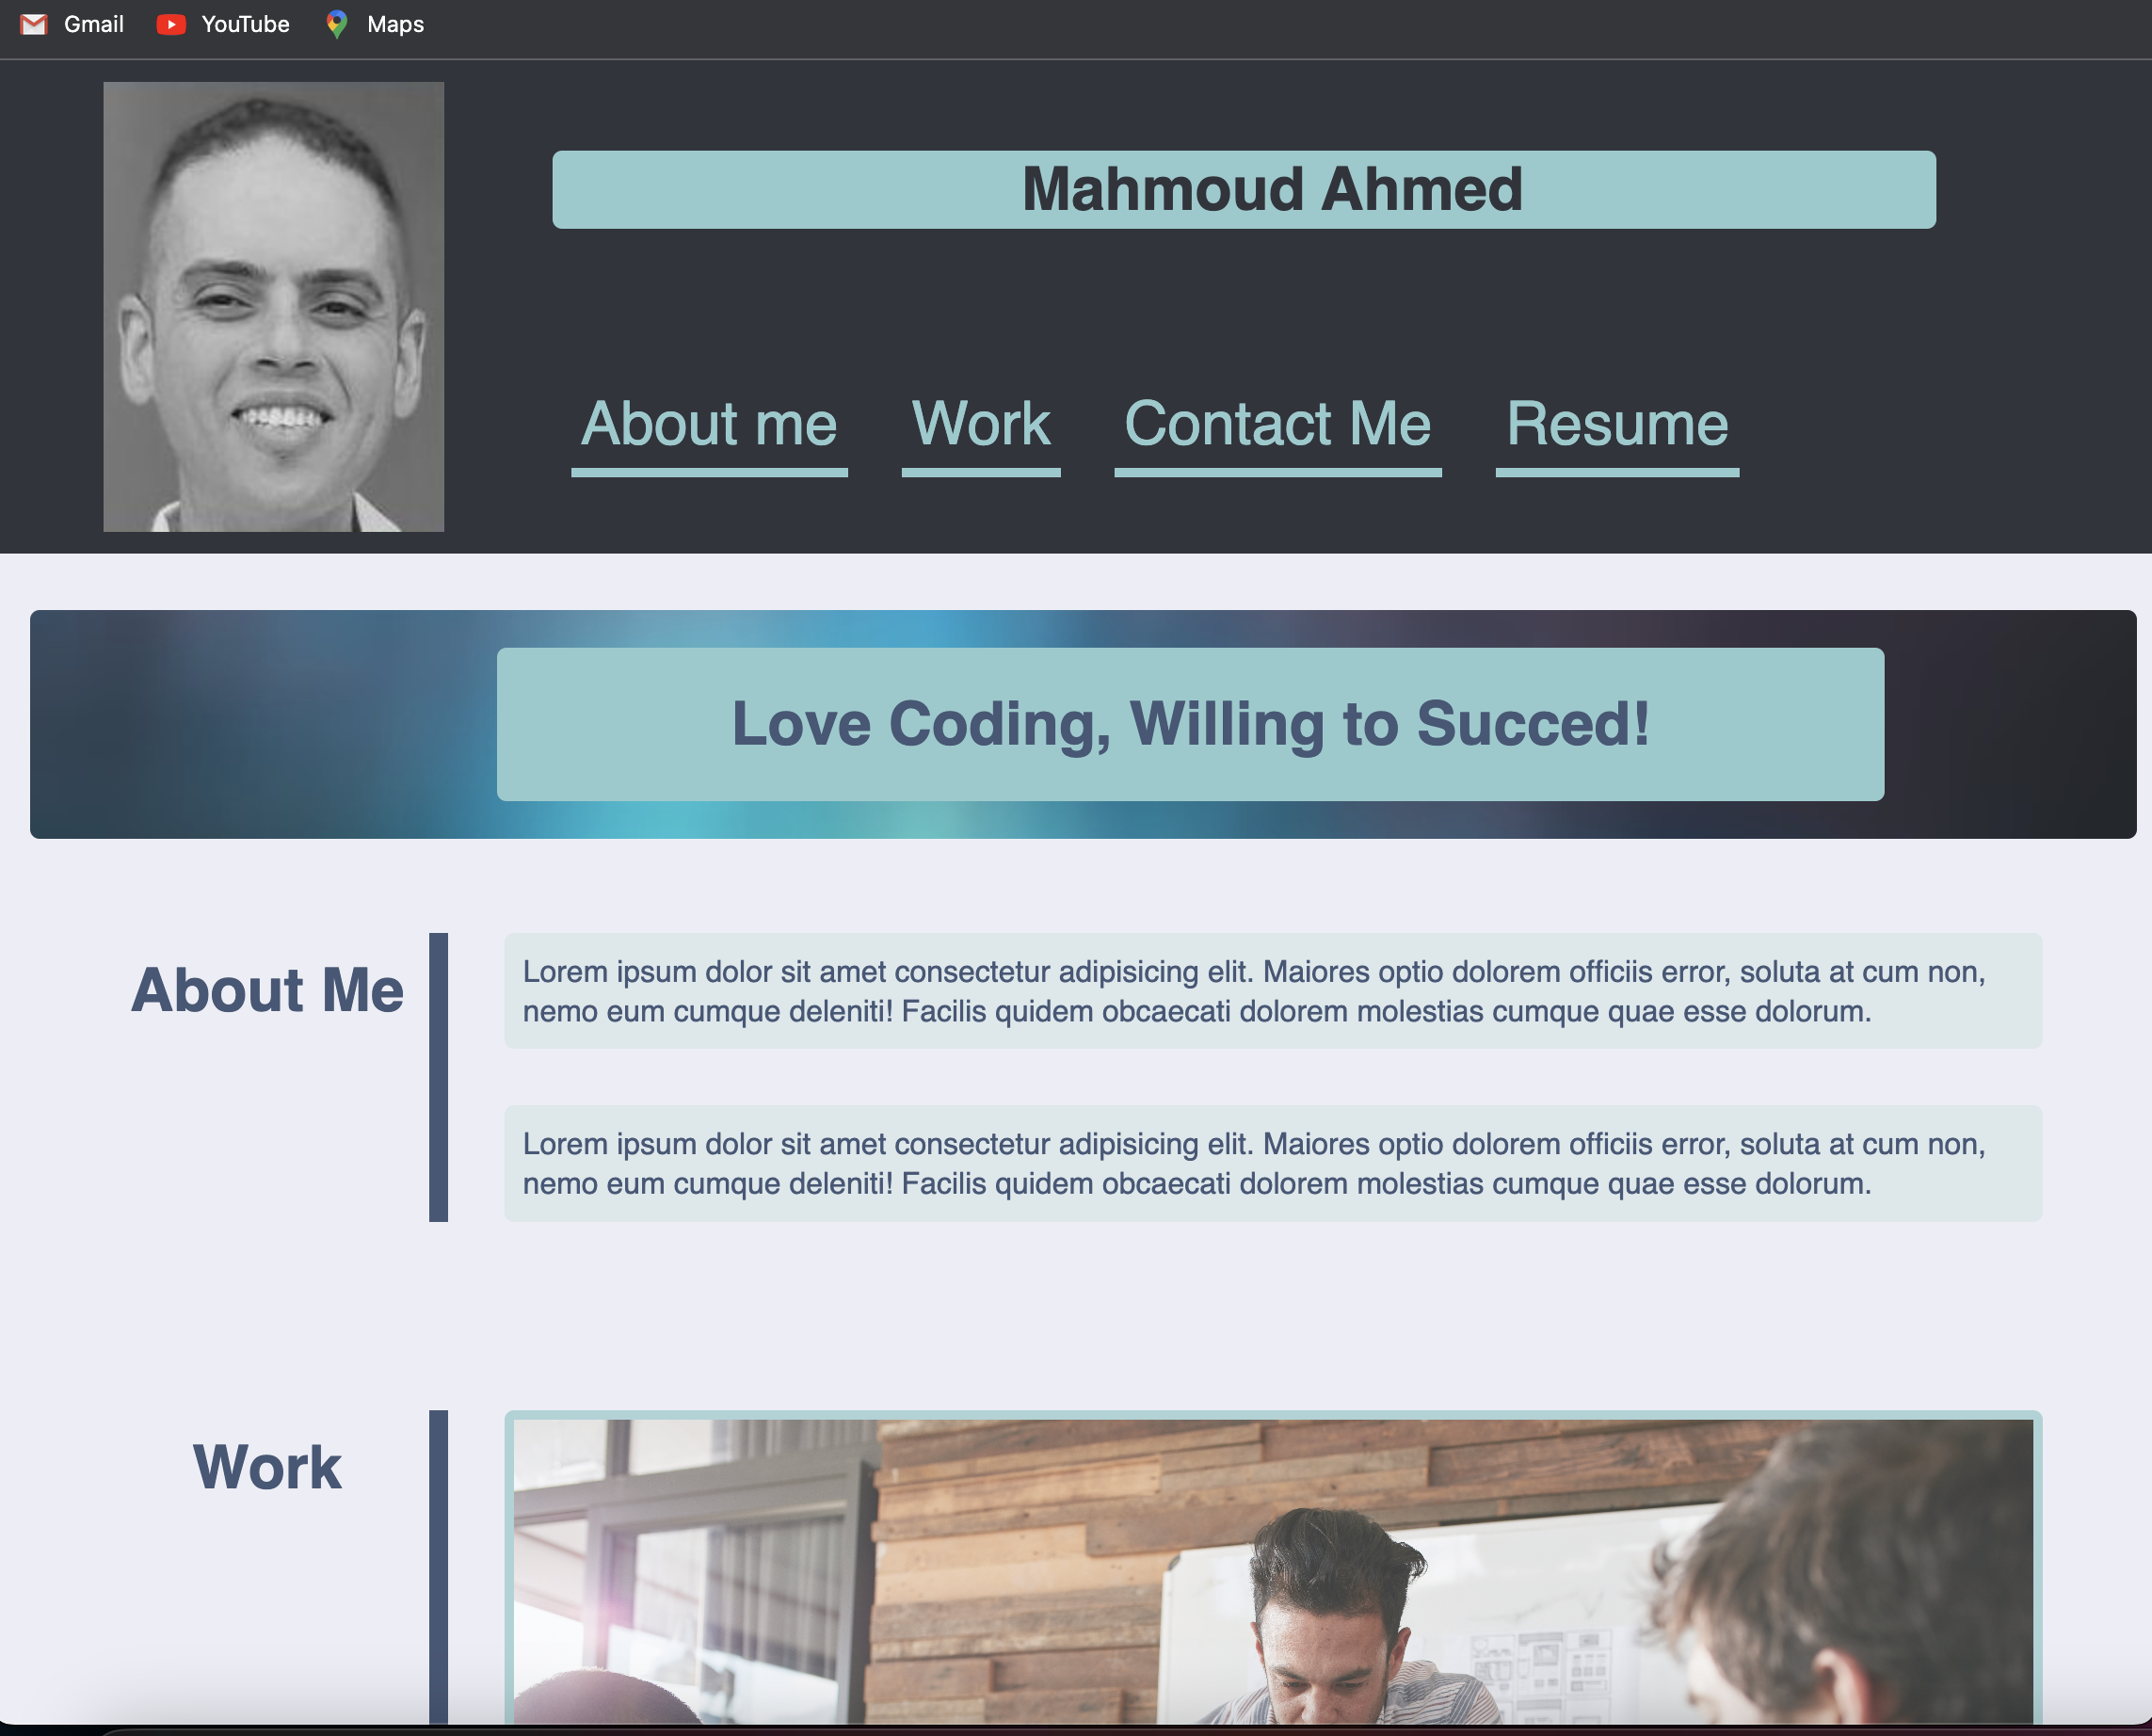 Gmail YouTube Maps
Mahmoud Ahmed
About me Work Contact Me Resume
Love Coding, Willing to Succed!
About Me
Lorem ipsum dolor sit amet consectetur adipisicing elit. Maiores optio dolorem officiis error, soluta at cum non,
nemo eum cumque deleniti! Facilis quidem obcaecati dolorem molestias cumque quae esse dolorum.
Lorem ipsum dolor sit amet consectetur adipisicing elit. Maiores optio dolorem officiis error, soluta at cum non,
nemo eum cumque deleniti! Facilis quidem obcaecati dolorem molestias cumque quae esse dolorum.
Work